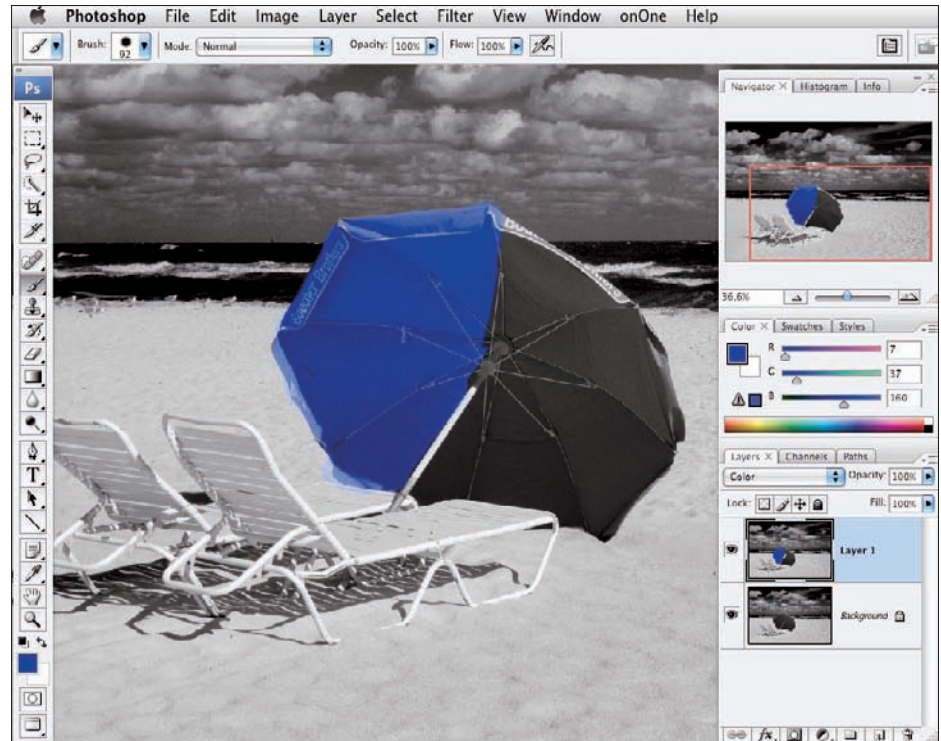 Photoshop File Edit Image Layer Select Filter View Window onOne Help
Brush: 92 Mode: Normal Opacity: 100% Flow: 100%
Ps
Navigator X Histogram Info
36.6%
Color X Swatches Styles
R 7
G 37
B 160
Layers X Channels Paths
Color Opacity: 100%
Lock: Fill: 100%
Layer 1
Background
T
fx.